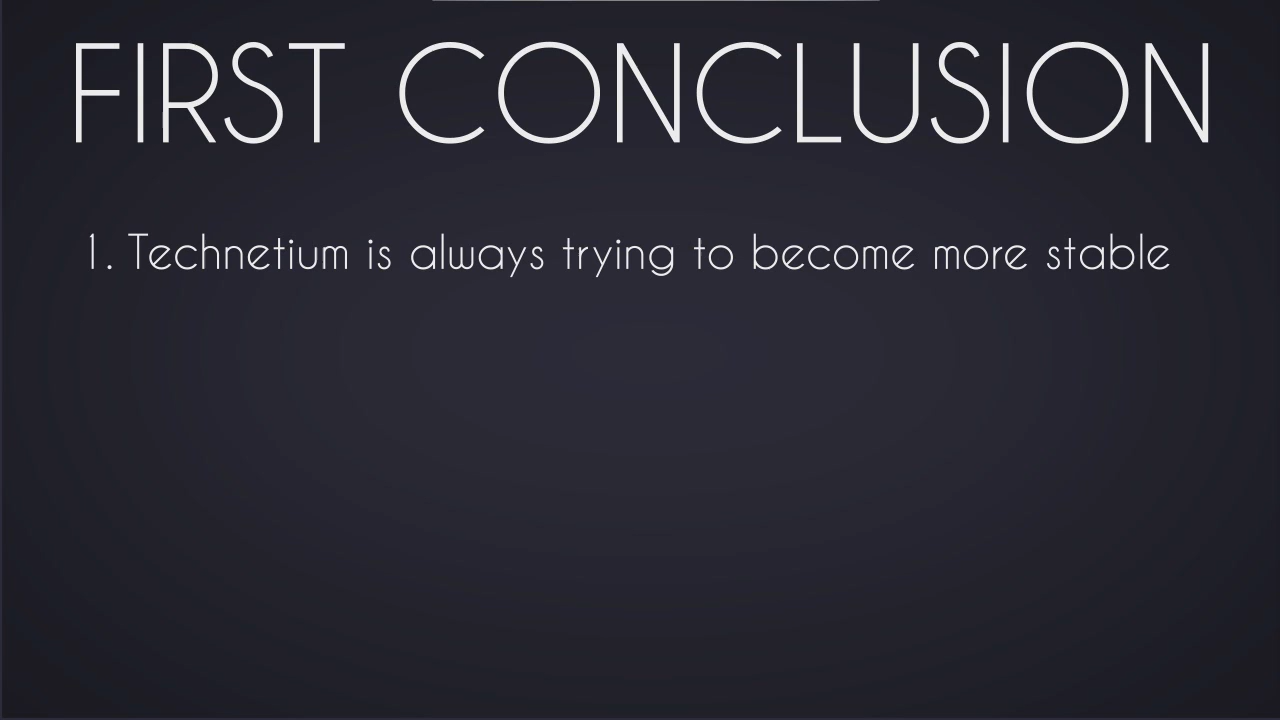 FIRST CONCLUSION
1. Technetium is always trying to become more stable